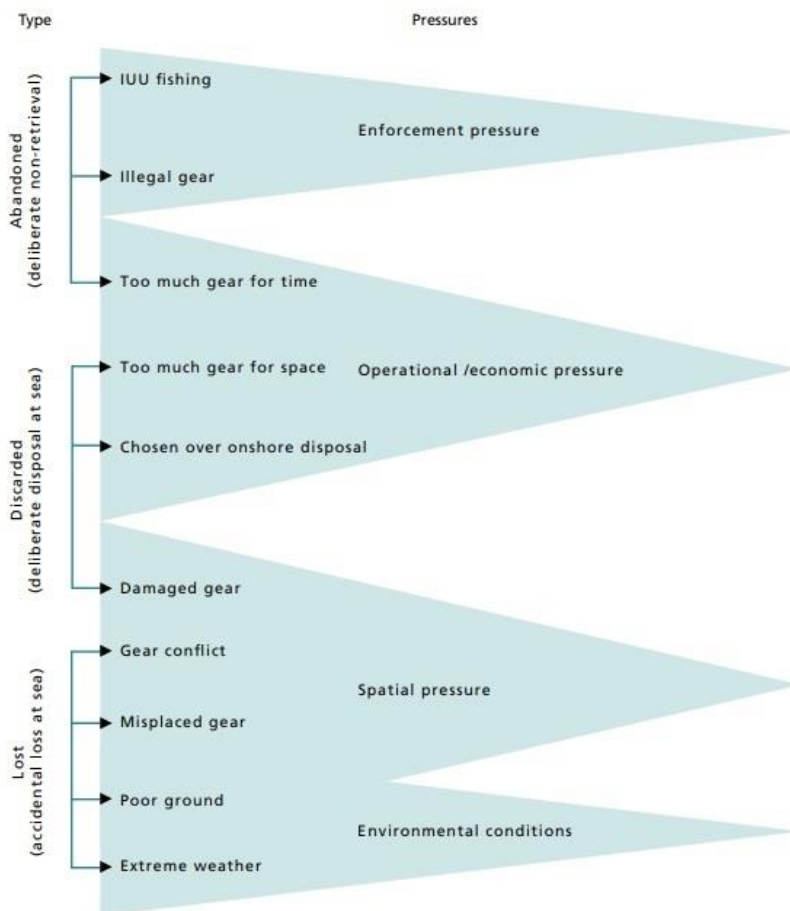 Type
Pressures
Abandoned
(deliberate non-retrieval)
IUU fishing
Illegal gear
Too much gear for time
Enforcement pressure
Discarded
(deliberate disposal at sea)
Too much gear for space
Chosen over onshore disposal
Damaged gear
Operational /economic pressure
Lost
(accidental loss at sea)
Gear conflict
Misplaced gear
Poor ground
Extreme weather
Spatial pressure
Environmental conditions